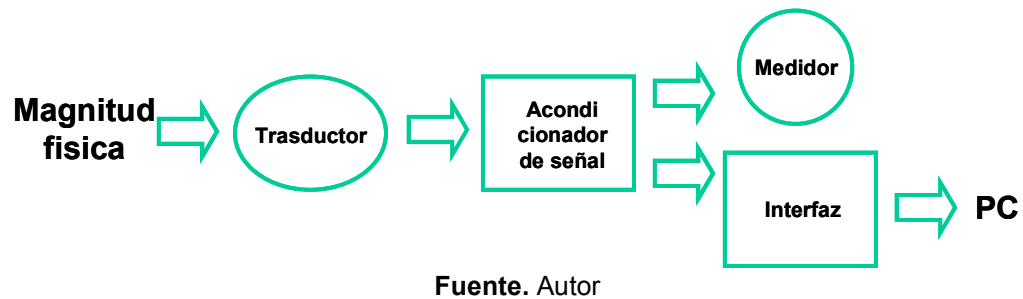 Magnitud
fisica
Trasductor
Acondi
cionador
de señal
Medidor
Interfaz
PC
Fuente. Autor